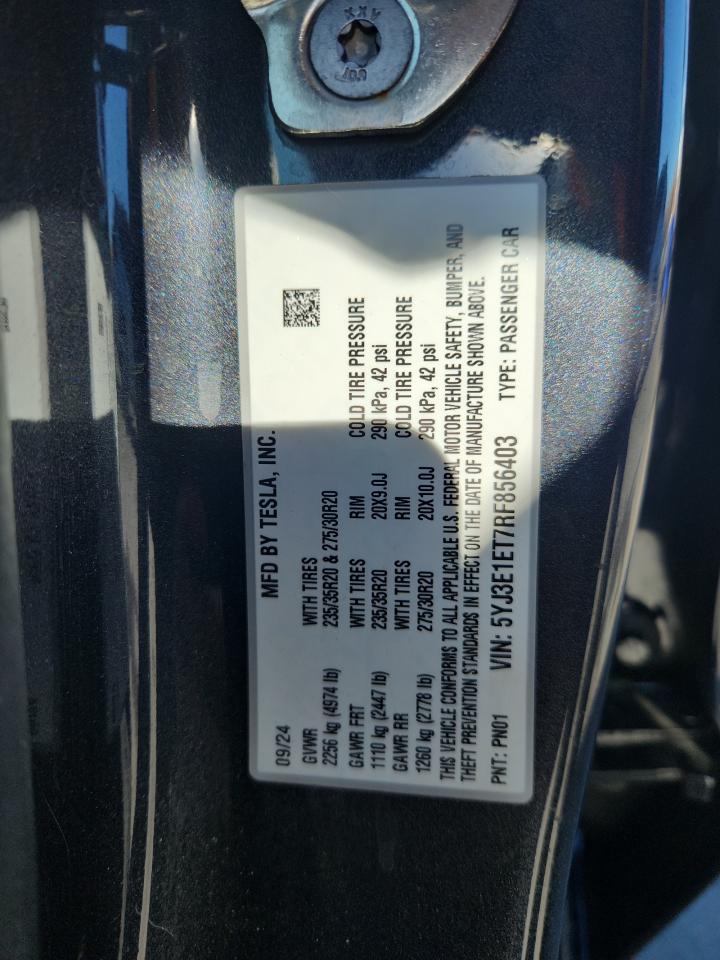 MFD BY TESLA, INC.
09/24
GVWR WITH TIRES
2256 kg (4974 lb) 235/35R20 & 275/30R20
GAWR FRT WITH TIRES RIM COLD TIRE PRESSURE
1110 kg (2447 lb) 235/35R20 20X9.0J 290 kPa, 42 psi
GAWR RR WITH TIRES RIM COLD TIRE PRESSURE
1260 kg (2778 lb) 275/30R20 20X10.0J 290 kPa, 42 psi
THIS VEHICLE CONFORMS TO ALL APPLICABLE U.S. FEDERAL MOTOR VEHICLE SAFETY, BUMPER, AND
THEFT PREVENTION STANDARDS IN EFFECT ON THE DATE OF MANUFACTURE SHOWN ABOVE.
PNT: PN01 VIN: 5YJ3E1ET7RF856403 TYPE: PASSENGER CAR